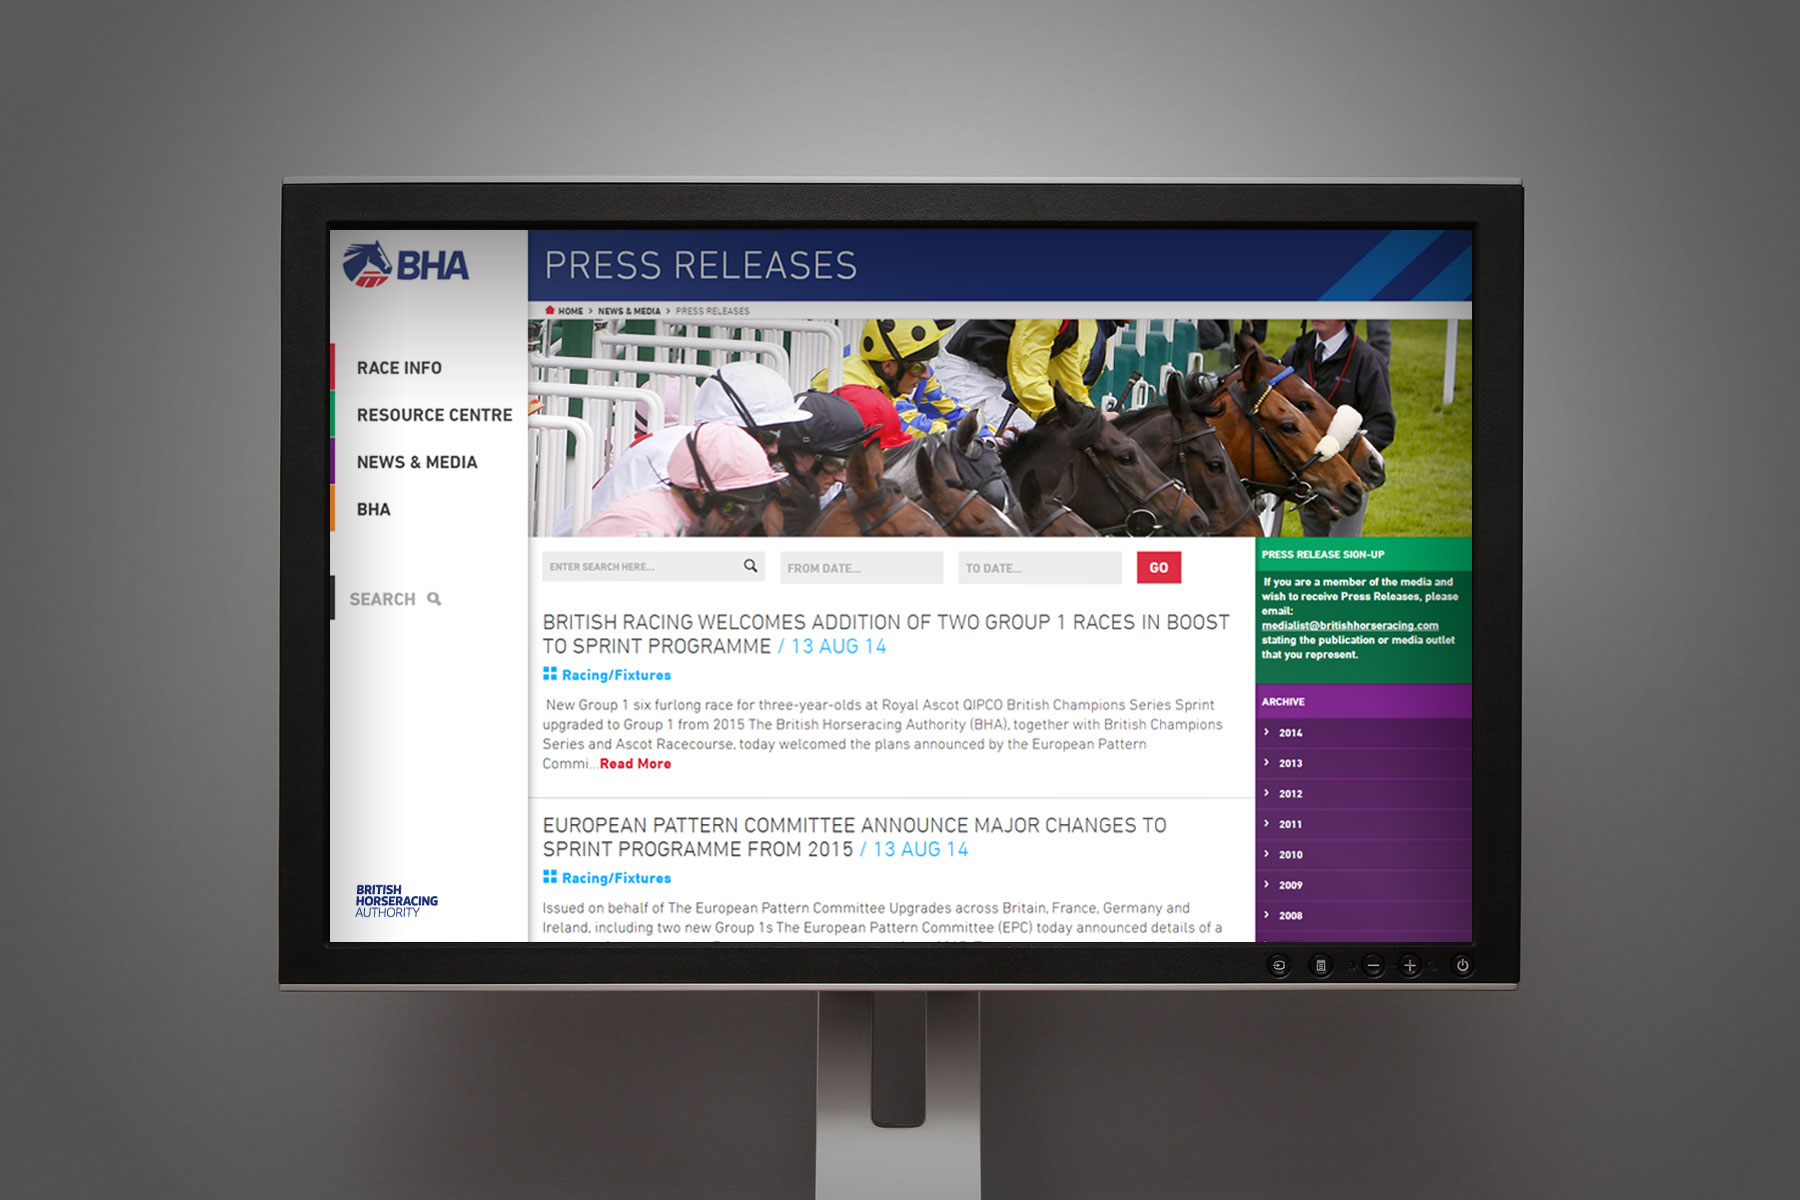 BHA
PRESS RELEASES
HOME > NEWS & MEDIA > PRESS RELEASES
RACE INFO
RESOURCE CENTRE
NEWS & MEDIA
BHA
SEARCH
BRITISH
HORSERACING
AUTHORITY
ENTER SEARCH HERE...
FROM DATE...
TO DATE...
GO
BRITISH RACING WELCOMES ADDITION OF TWO GROUP 1 RACES IN BOOST
TO SPRINT PROGRAMME / 13 AUG 14
Racing/Fixtures
New Group 1 six furlong race for three-year-olds at Royal Ascot QIPCO British Champions Series Sprint
upgraded to Group 1 from 2015 The British Horseracing Authority (BHA), together with British Champions
Series and Ascot Racecourse, today welcomed the plans announced by the European Pattern
Commi...Read More
EUROPEAN PATTERN COMMITTEE ANNOUNCE MAJOR CHANGES TO
SPRINT PROGRAMME FROM 2015 / 13 AUG 14
Racing/Fixtures
Issued on behalf of The European Pattern Committee Upgrades across Britain, France, Germany and
Ireland, including two new Group 1s The European Pattern Committee (EPC) today announced details of a
PRESS RELEASE SIGN-UP
If you are a member of the media and
wish to receive Press Releases, please
email:
medialist@britishhorseracing.com
stating the publication or media outlet
that you represent.
ARCHIVE
> 2014
> 2013
> 2012
> 2011
> 2010
> 2009
> 2008